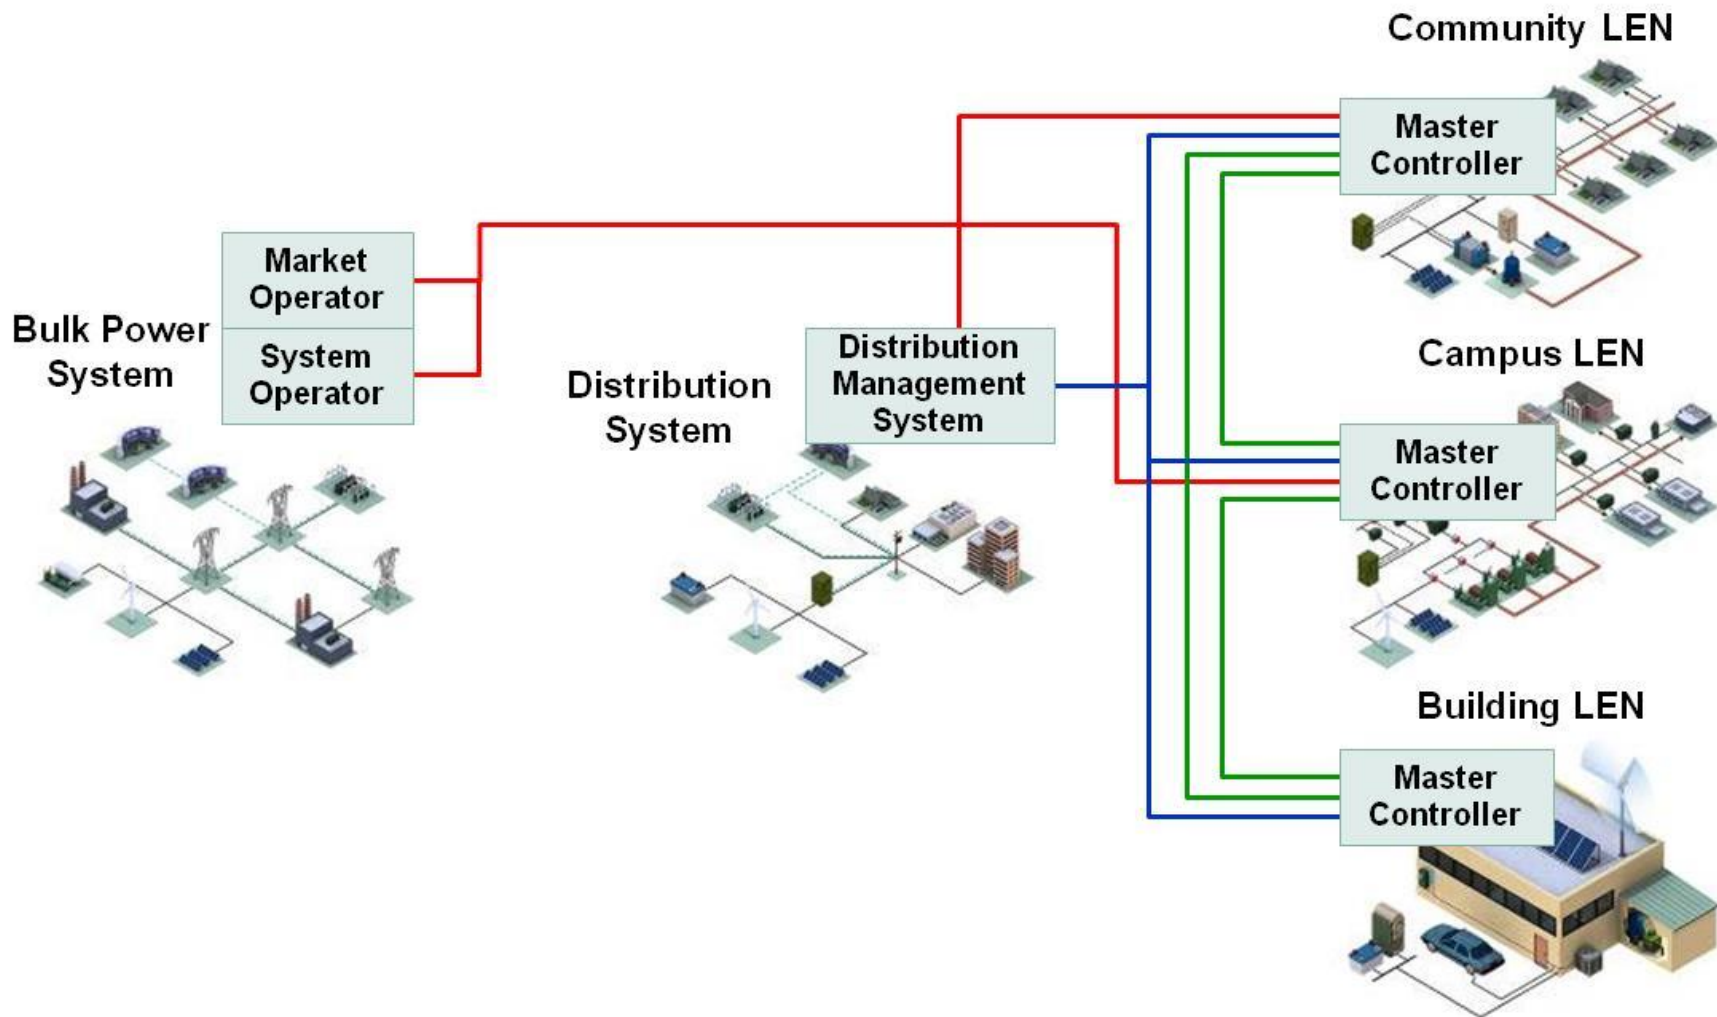 Community LEN
Master
Controller
Market
Operator
Bulk Power
System
System
Operator
Distribution
System
Distribution
Management
System
Campus LEN
Master
Controller
Building LEN
Master
Controller